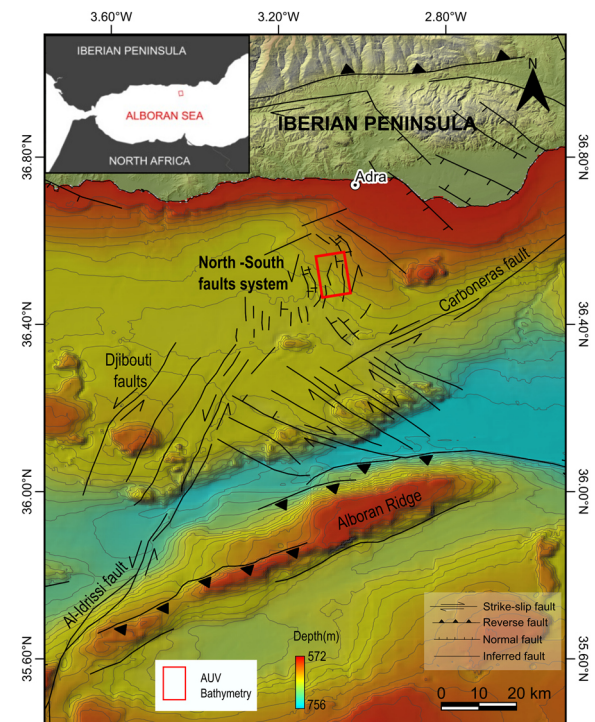 3.60°W
3.20°W
2.80°W
IBERIAN PENINSULA
ALBORAN SEA
NORTH AFRICA
N
IBERIAN PENINSULA
36.80°N
36.80°N
Adra
North -South
faults system
Carboneras fault
36.40°N
36.40°N
Djibouti
faults
36.00°N
36.00°N
Alboran Ridge
Al-Idrissi fault
Strike-slip fault
Reverse fault
Normal fault
Inferred fault
35.60°N
35.60°N
Depth(m)
572
756
AUV
Bathymetry
0 10 20 km